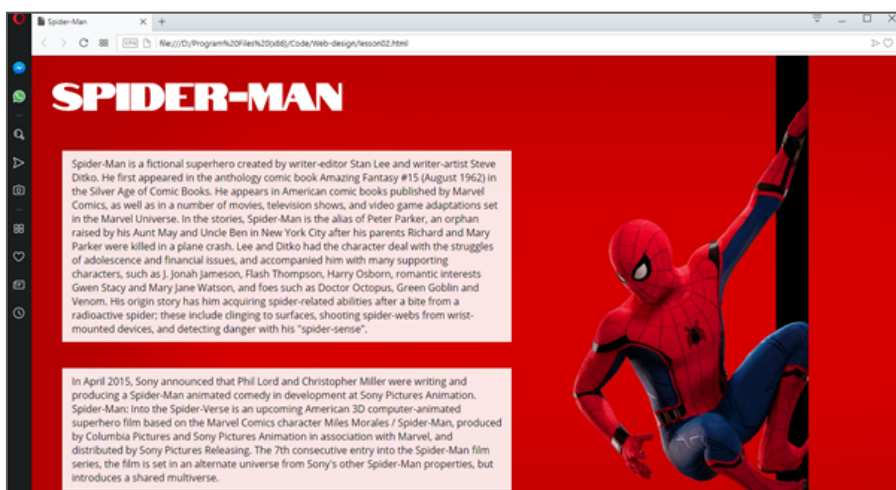 Spider-Man
VPN
file:///D:/Program%20Files%20(x86)/Code/Web-design/lesson02.html
SPIDER-MAN
Spider-Man is a fictional superhero created by writer-editor Stan Lee and writer-artist Steve
Ditko. He first appeared in the anthology comic book Amazing Fantasy #15 (August 1962) in
the Silver Age of Comic Books. He appears in American comic books published by Marvel
Comics, as well as in a number of movies, television shows, and video game adaptations set
in the Marvel Universe. In the stories, Spider-Man is the alias of Peter Parker, an orphan
raised by his Aunt May and Uncle Ben in New York City after his parents Richard and Mary
Parker were killed in a plane crash. Lee and Ditko had the character deal with the struggles
of adolescence and financial issues, and accompanied him with many supporting
characters, such as J. Jonah Jameson, Flash Thompson, Harry Osborn, romantic interests
Gwen Stacy and Mary Jane Watson, and foes such as Doctor Octopus, Green Goblin and
Venom. His origin story has him acquiring spider-related abilities after a bite from a
radioactive spider; these include clinging to surfaces, shooting spider-webs from wrist-
mounted devices, and detecting danger with his "spider-sense".
In April 2015, Sony announced that Phil Lord and Christopher Miller were writing and
producing a Spider-Man animated comedy in development at Sony Pictures Animation.
Spider-Man: Into the Spider-Verse is an upcoming American 3D computer-animated
superhero film based on the Marvel Comics character Miles Morales / Spider-Man, produced
by Columbia Pictures and Sony Pictures Animation in association with Marvel, and
distributed by Sony Pictures Releasing. The 7th consecutive entry into the Spider-Man film
series, the film is set in an alternate universe from Sony's other Spider-Man properties, but
introduces a shared multiverse.